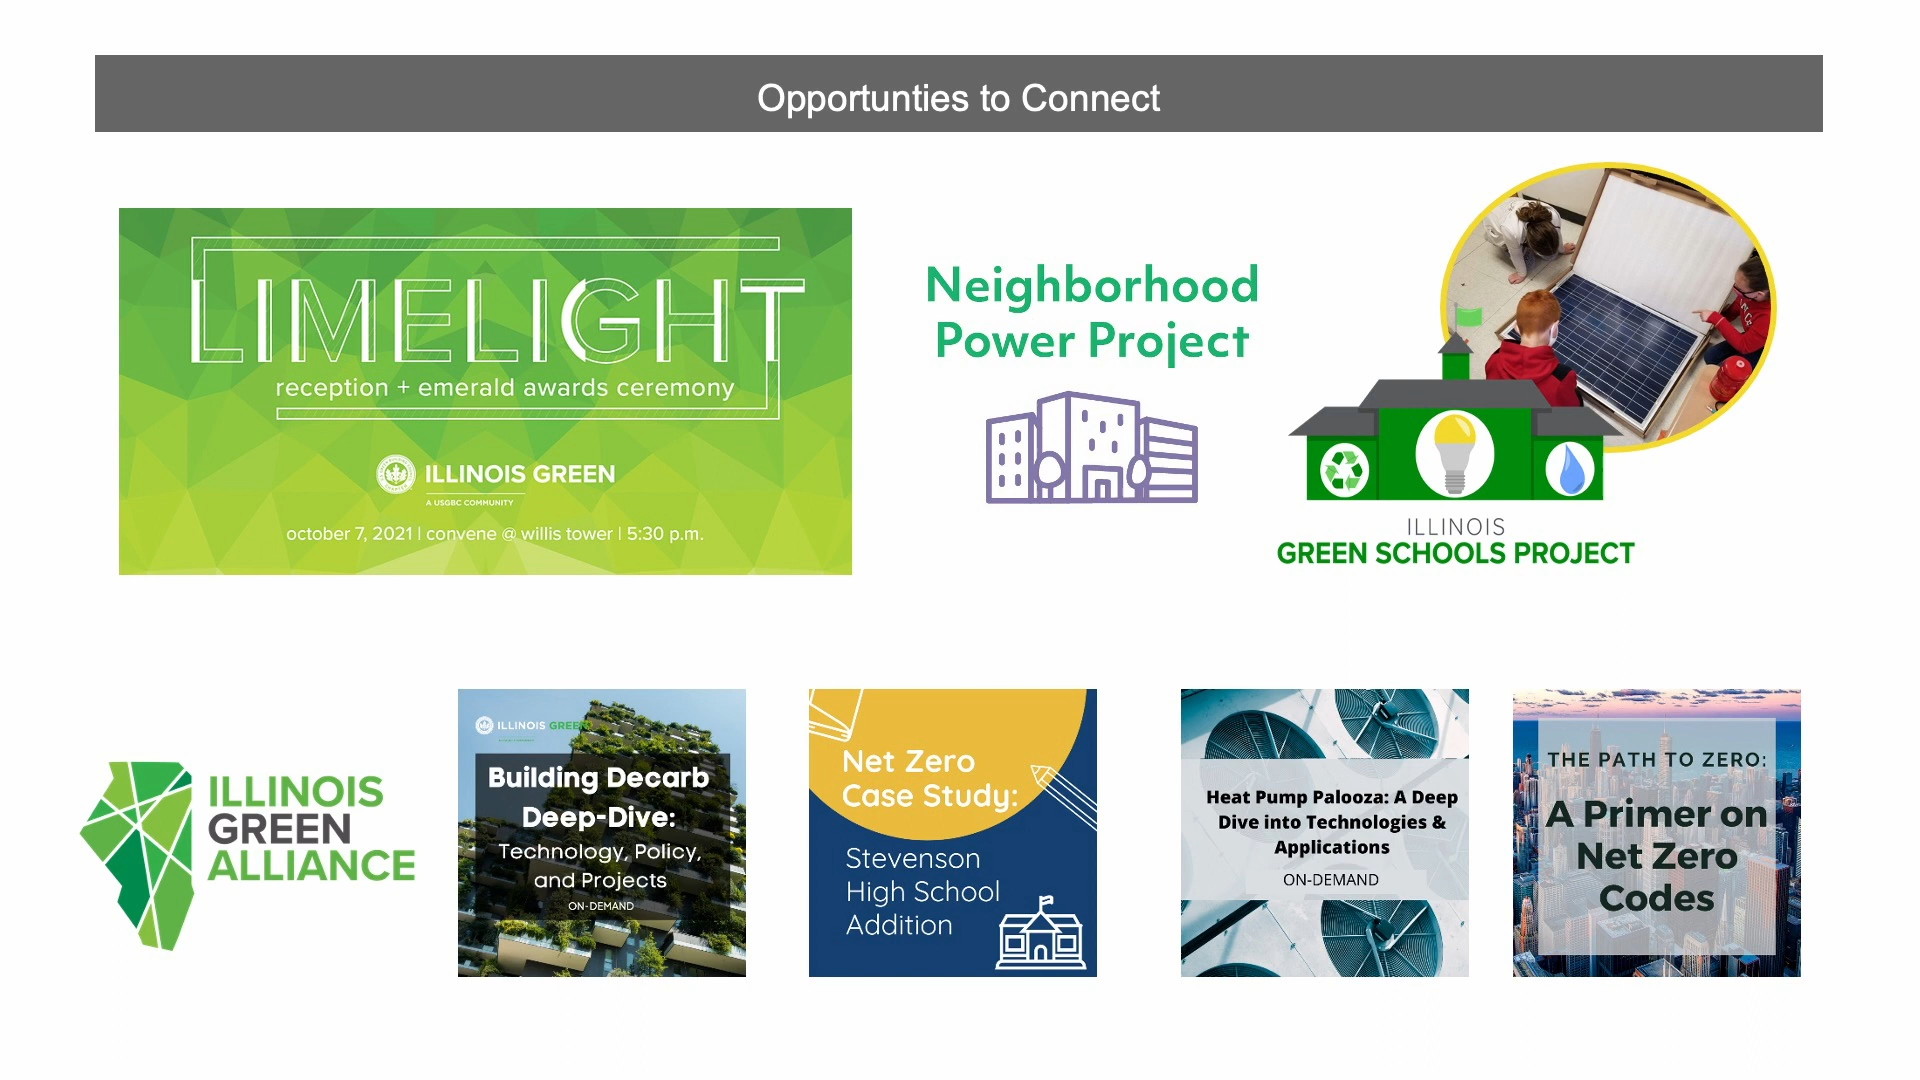 Opportunties to Connect
LIMELIGHT
reception + emerald awards ceremony
ILLINOIS GREEN
A USGBC COMMUNITY
october 7, 2021 | convene @ willis tower | 5:30 p.m.
Neighborhood
Power Project
ILLINOIS
GREEN SCHOOLS PROJECT
ILLINOIS
GREEN
ALLIANCE
ILLINOIS GREEN
Building Decarb
Deep-Dive:
Technology, Policy,
and Projects
ON-DEMAND
Net Zero
Case Study:
Stevenson
High School
Addition
Heat Pump Palooza: A Deep
Dive into Technologies &
Applications
ON-DEMAND
THE PATH TO ZERO:
A Primer on
Net Zero
Codes